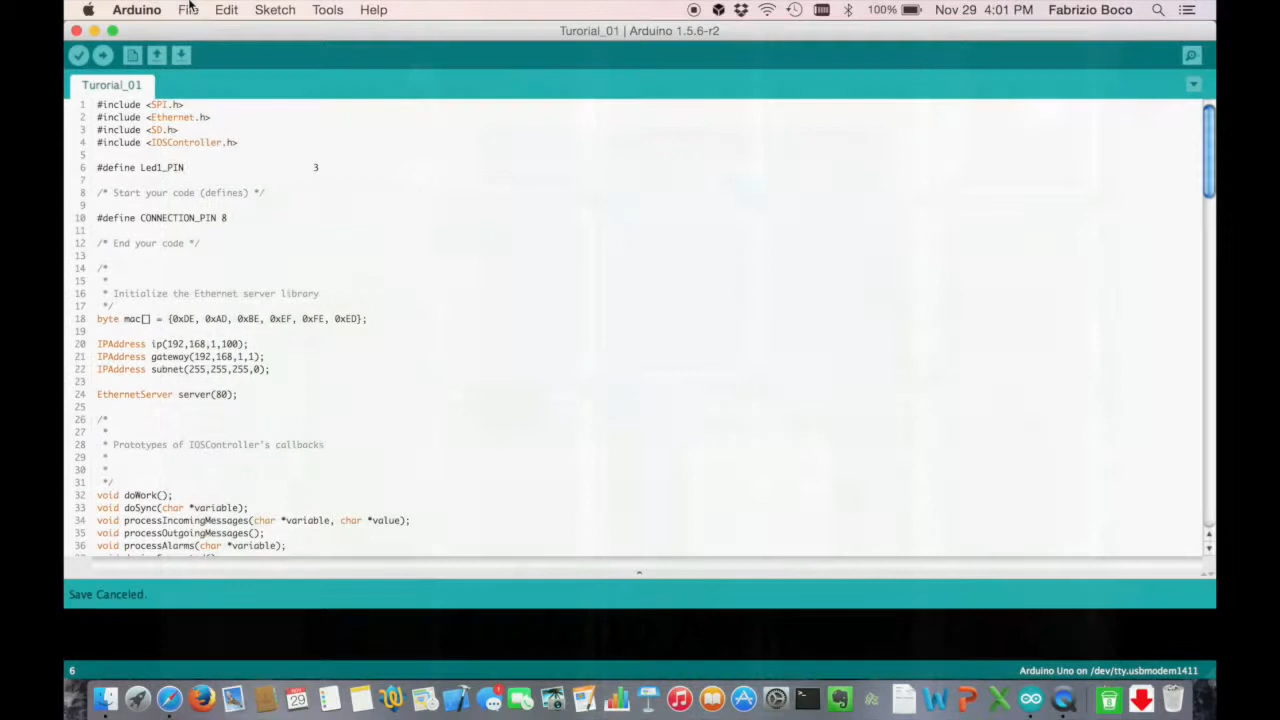 Arduino File Edit Sketch Tools Help 100% Nov 29 4:01 PM Fabrizio Boco
Turorial_01 | Arduino 1.5.6-r2
Turorial_01
1 #include <SPI.h>
2 #include <Ethernet.h>
3 #include <SD.h>
4 #include <IOSController.h>
5
6 #define Led1_PIN 3
7
8 /* Start your code (defines) */
9
10 #define CONNECTION_PIN 8
11
12 /* End your code */
13
14 /*
15 *
16 * Initialize the Ethernet server library
17 */
18 byte mac[] = {0xDE, 0xAD, 0xBE, 0xEF, 0xFE, 0xED};
19
20 IPAddress ip(192,168,1,100);
21 IPAddress gateway(192,168,1,1);
22 IPAddress subnet(255,255,255,0);
23
24 EthernetServer server(80);
25
26 /*
27 *
28 * Prototypes of IOSController's callbacks
29 *
30 *
31 */
32 void doWork();
33 void doSync(char *variable);
34 void processIncomingMessages(char *variable, char *value);
35 void processOutgoingMessages();
36 void processAlarms(char *variable);
Save Canceled.
6 Arduino Uno on /dev/tty.usbmodem1411